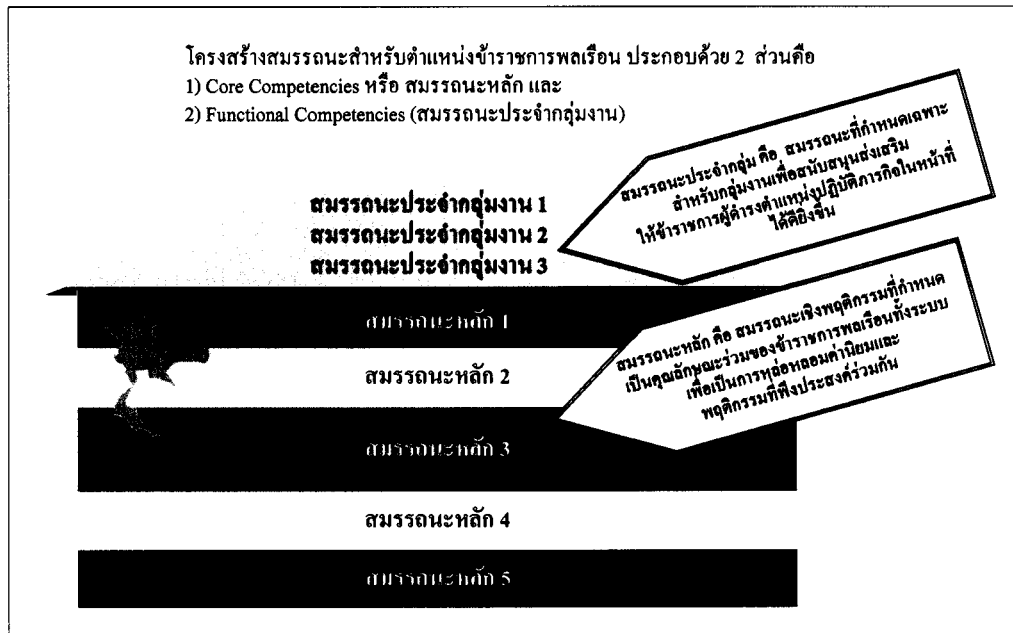 โครงสร้างสมรรถนะสำหรับตำแหน่งข้าราชการพลเรือน ประกอบด้วย 2 ส่วนคือ
1) Core Competencies หรือ สมรรถนะหลัก และ
2) Functional Competencies (สมรรถนะประจำกลุ่มงาน)
สมรรถนะประจำกลุ่ม คือ สมรรถนะที่กำหนดเฉพาะ
สำหรับกลุ่มงานเพื่อสนับสนุนส่งเสริม
ให้ข้าราชการผู้ดำรงตำแหน่งปฏิบัติภารกิจในหน้าที่
ได้ดียิ่งขึ้น
สมรรถนะประจำกลุ่มงาน 1
สมรรถนะประจำกลุ่มงาน 2
สมรรถนะประจำกลุ่มงาน 3
สมรรถนะหลัก คือ สมรรถนะเชิงพฤติกรรมที่กำหนด
เป็นคุณลักษณะร่วมของข้าราชการพลเรือนทั้งระบบ
เพื่อเป็นการหล่อหลอมค่านิยมและ
พฤติกรรมที่พึงประสงค์ร่วมกัน
สมรรถนะหลัก 1
สมรรถนะหลัก 2
สมรรถนะหลัก 3
สมรรถนะหลัก 4
สมรรถนะหลัก 5